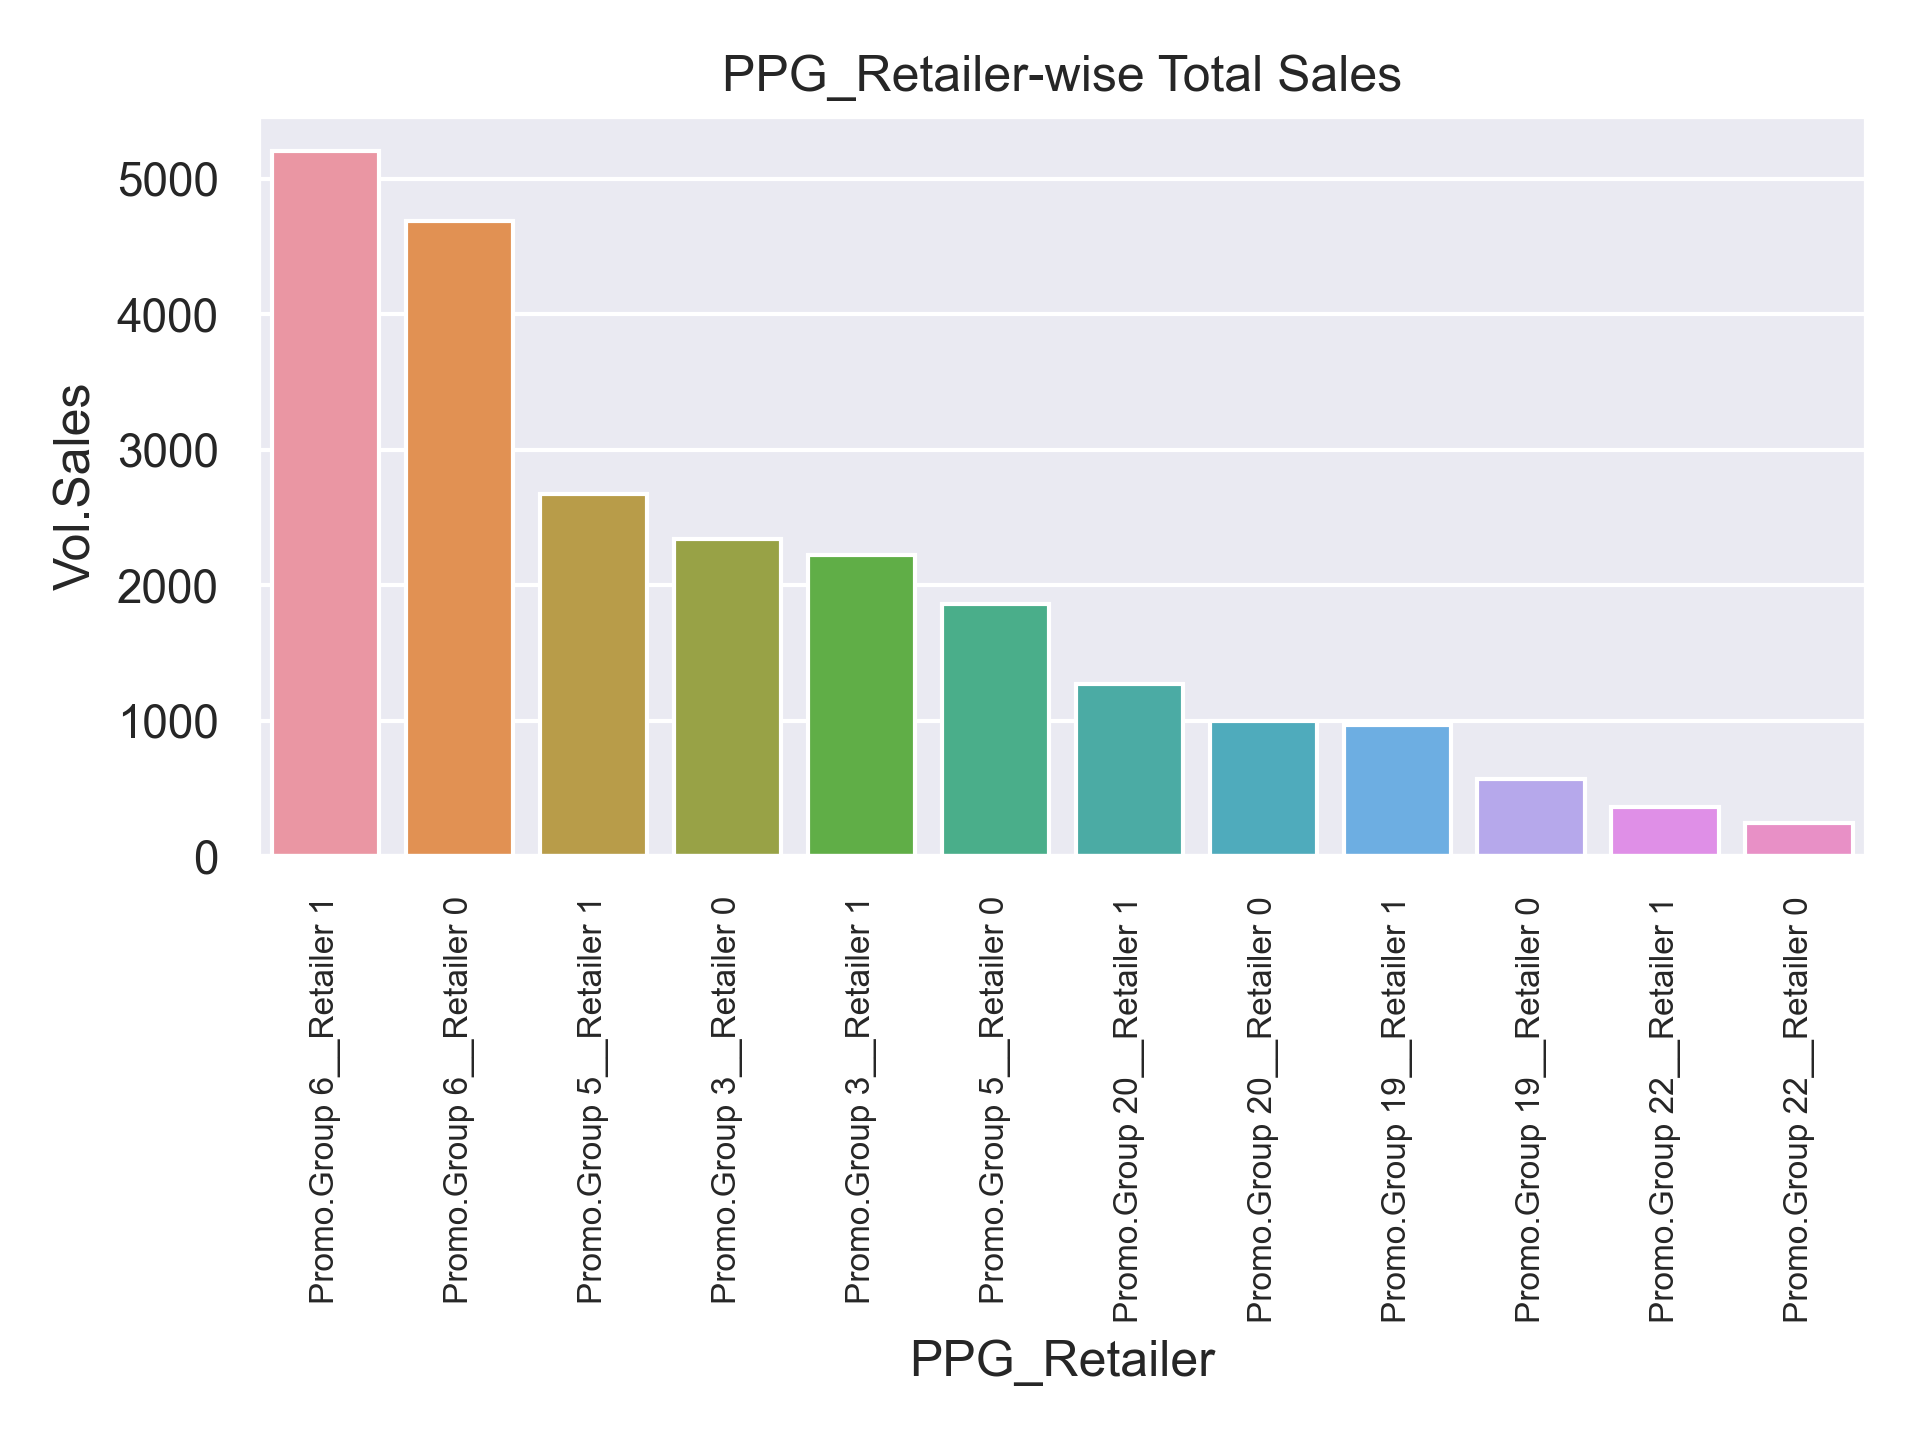 PPG_Retailer-wise Total Sales
Vol.Sales
5000
4000
3000
2000
1000
0
Promo.Group 6__Retailer 1
Promo.Group 6__Retailer 0
Promo.Group 5__Retailer 1
Promo.Group 3__Retailer 0
Promo.Group 3__Retailer 1
Promo.Group 5__Retailer 0
Promo.Group 20__Retailer 1
Promo.Group 20__Retailer 0
Promo.Group 19__Retailer 1
Promo.Group 19__Retailer 0
Promo.Group 22__Retailer 1
Promo.Group 22__Retailer 0
PPG_Retailer